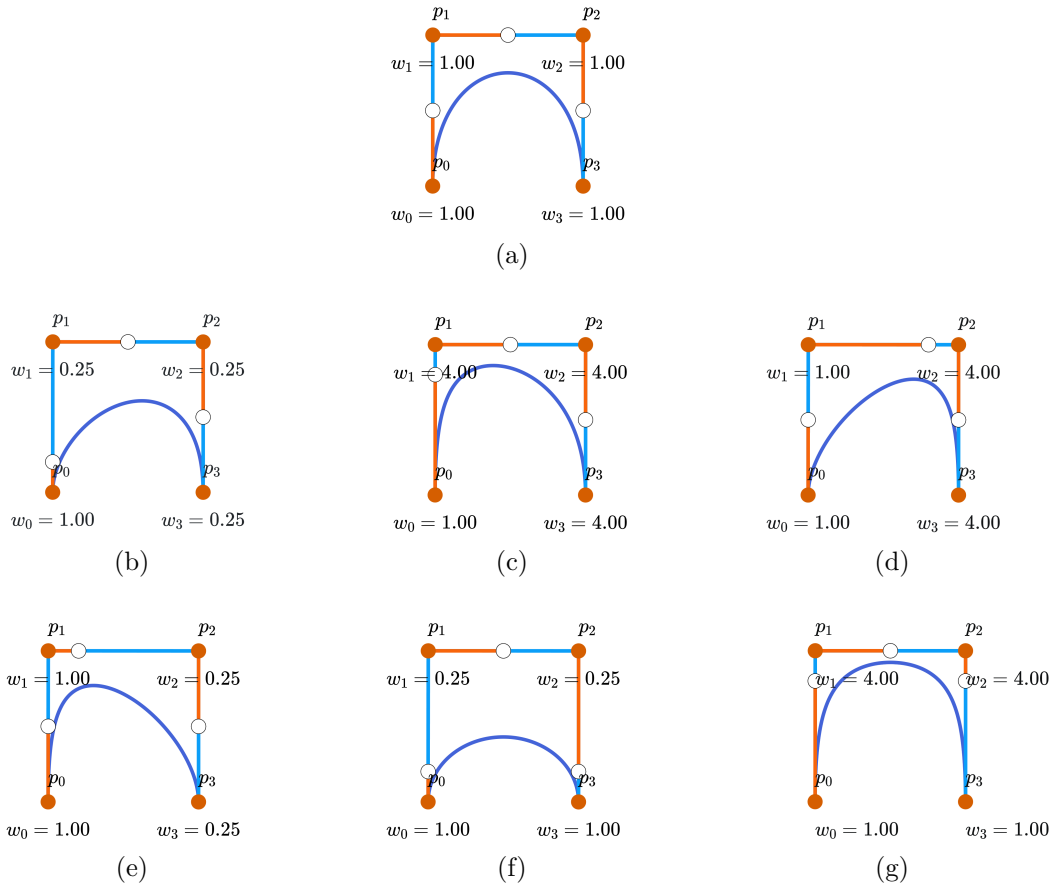 p1 p2
w1 = 1.00 w2 = 1.00
p0 p3
w0 = 1.00 w3 = 1.00
(a)
p1 p2
w1 = 0.25 w2 = 0.25
p0 p3
w0 = 1.00 w3 = 0.25
(b)
p1 p2
w1 = 4.00 w2 = 4.00
p0 p3
w0 = 1.00 w3 = 4.00
(c)
p1 p2
w1 = 1.00 w2 = 4.00
p0 p3
w0 = 1.00 w3 = 4.00
(d)
p1 p2
w1 = 1.00 w2 = 0.25
p0 p3
w0 = 1.00 w3 = 0.25
(e)
p1 p2
w1 = 0.25 w2 = 0.25
p0 p3
w0 = 1.00 w3 = 1.00
(f)
p1 p2
w1 = 4.00 w2 = 4.00
w0 = 1.00 w3 = 1.00
(g)